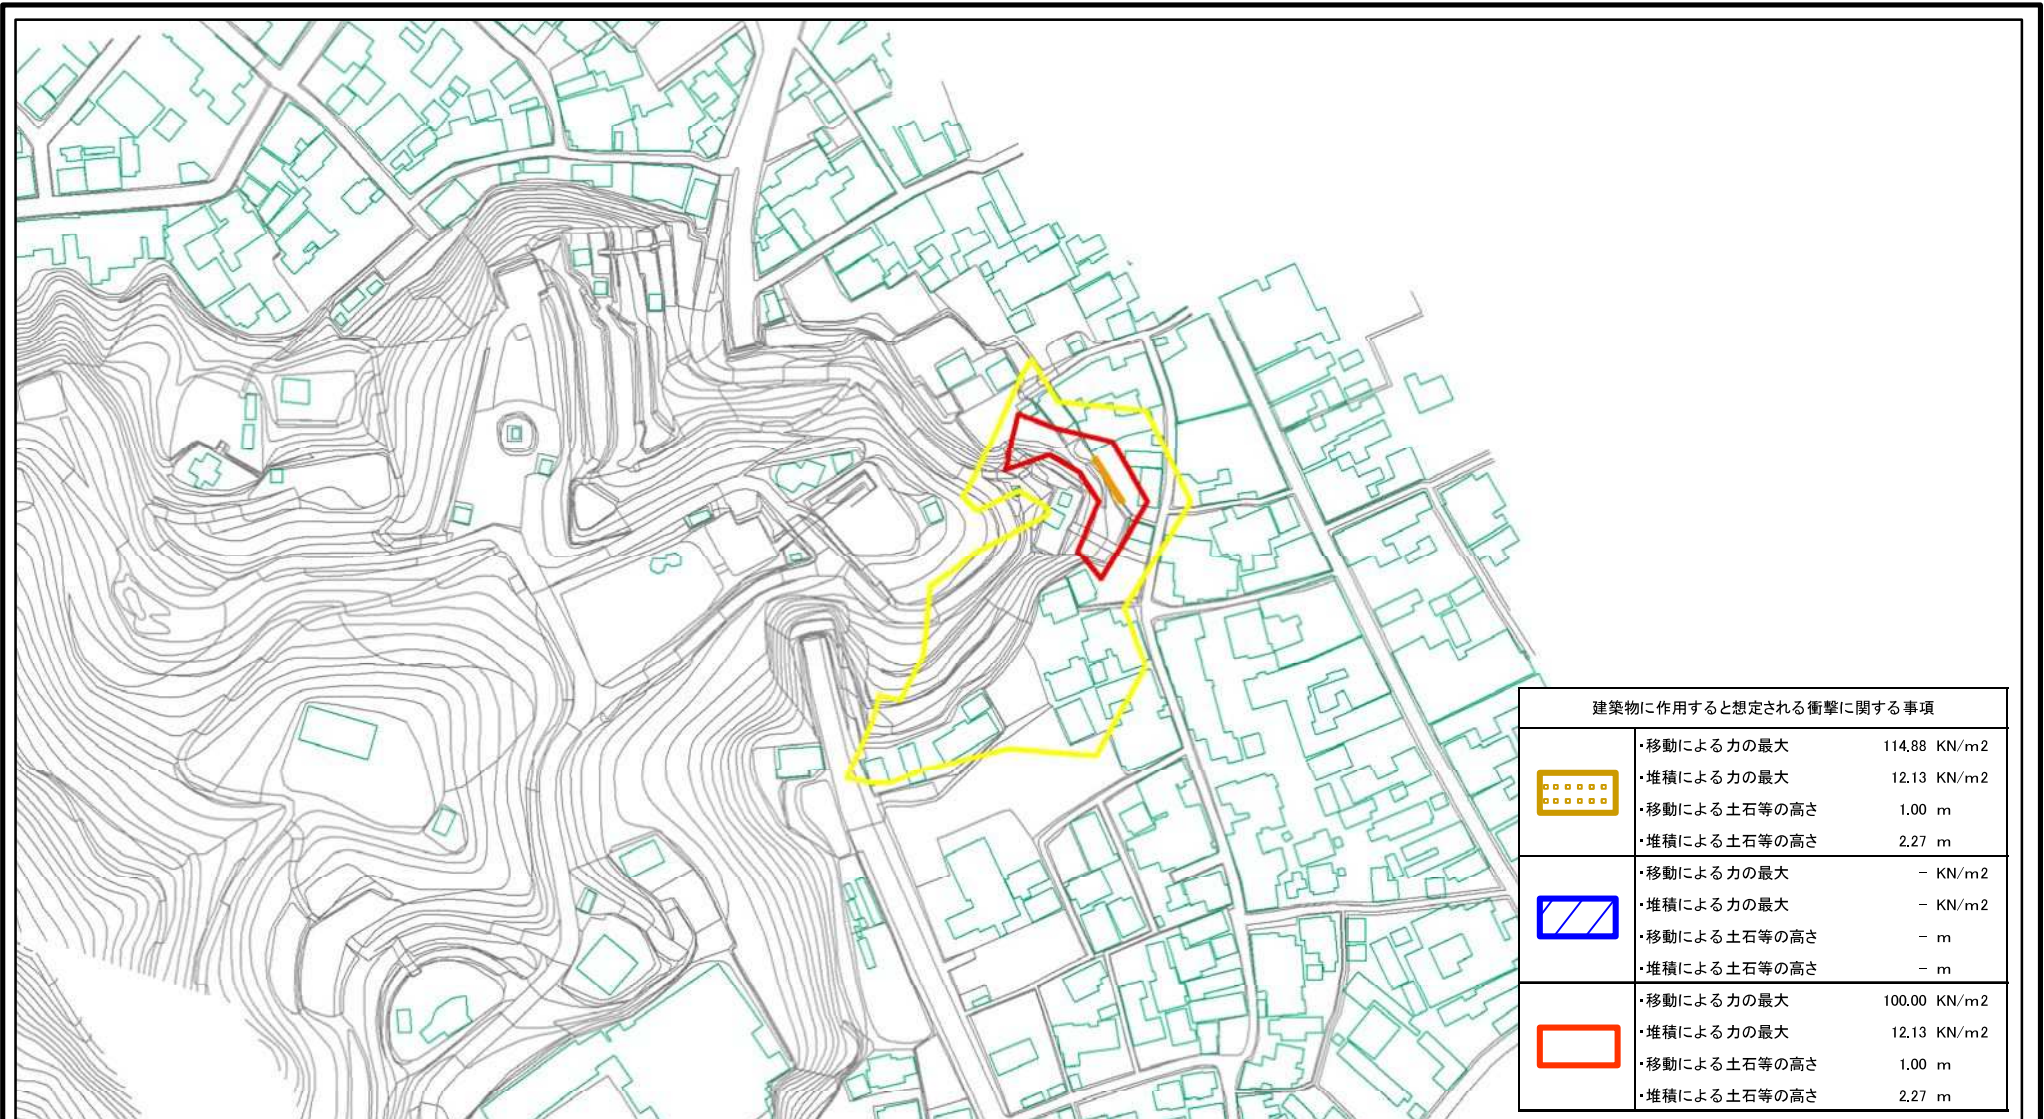 建築物に作用すると想定される衝撃に関する事項
・移動による力の最大 114.88 KN/m2
・堆積による力の最大 12.13 KN/m2
・移動による土石等の高さ 1.00 m
・堆積による土石等の高さ 2.27 m
・移動による力の最大 − KN/m2
・堆積による力の最大 − KN/m2
・移動による土石等の高さ − m
・堆積による土石等の高さ − m
・移動による力の最大 100.00 KN/m2
・堆積による力の最大 12.13 KN/m2
・移動による土石等の高さ 1.00 m
・堆積による土石等の高さ 2.27 m